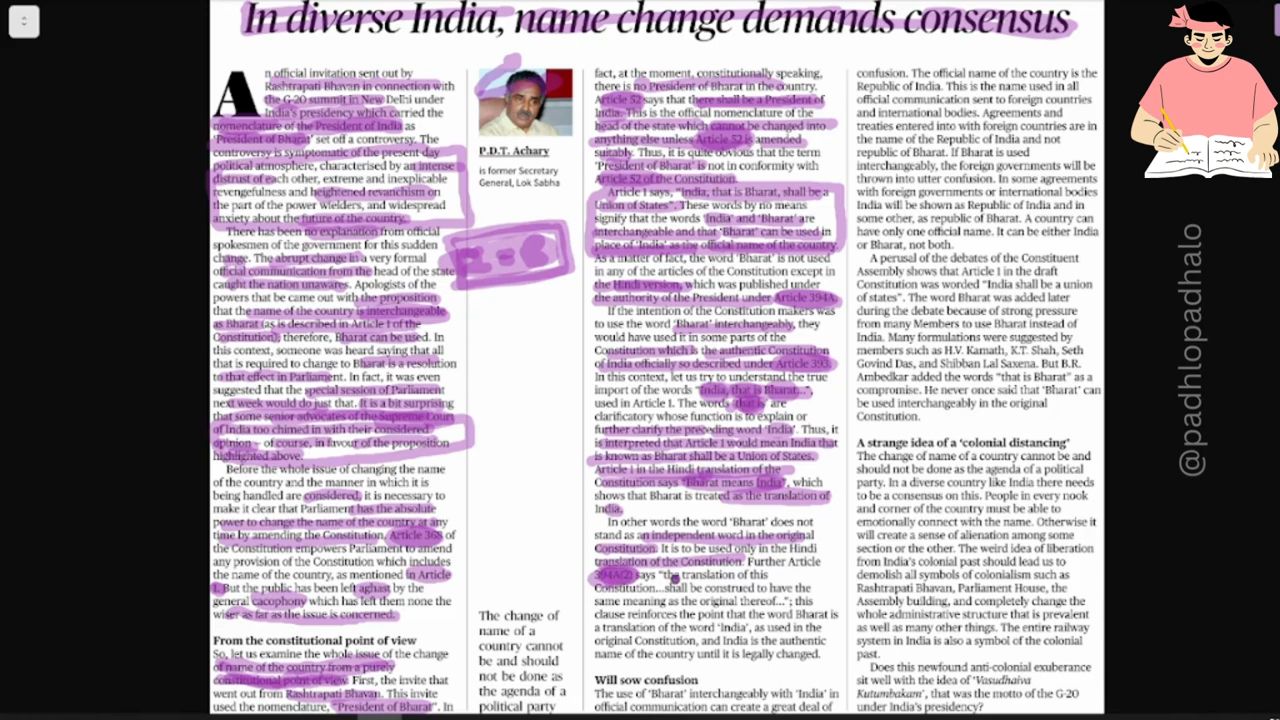 In diverse India, name change demands consensus
An official invitation sent out by
Rashtrapati Bhavan in connection with
the G-20 summit in New Delhi under
India's presidency which carried the
nomenclature of the President of India as
'President of Bharat' set off a controversy. The
controversy is symptomatic of the present-day
political atmosphere, characterised by an intense
distrust of each other, extreme and inexplicable
revengefulness and heightened revanchism on
the part of the power wielders, and widespread
anxiety about the future of the country.
There has been no explanation from official
spokesmen of the government for this sudden
change. The abrupt change in a very formal
official communication from the head of the state
caught the nation unawares. Apologists of the
powers that be came out with the proposition
that the name of the country is interchangeable
as Bharat (as is described in Article 1 of the
Constitution), therefore, Bharat can be used. In
this context, someone was heard saying that all
that is required to change to Bharat is a resolution
to that effect in Parliament. In fact, it was even
suggested that the special session of Parliament
next week would do just that. It is a bit surprising
that some senior advocates of the Supreme Court
of India too chimed in with their considered
opinion – of course, in favour of the proposition
highlighted above.
Before the whole issue of changing the name
of the country and the manner in which it is
being handled are considered, it is necessary to
make it clear that Parliament has the absolute
power to change the name of the country at any
time by amending the Constitution. Article 368 of
the Constitution empowers Parliament to amend
any provision of the Constitution which includes
the name of the country, as mentioned in Article
1. But the public has been left aghast by the
general cacophony which has left them none the
wiser as far as the issue is concerned.
From the constitutional point of view
So, let us examine the whole issue of the change
of name of the country from a purely
constitutional point of view. First, the invite that
went out from Rashtrapati Bhavan. This invite
used the nomenclature, "President of Bharat". In
P.D.T. Achary
is former Secretary
General, Lok Sabha
The change of
name of a
country cannot
be and should
not be done as
the agenda of a
political party
fact, at the moment, constitutionally speaking,
there is no President of Bharat in the country.
Article 52 says that there shall be a President of
India. This is the official nomenclature of the
head of the state which cannot be changed into
anything else unless Article 52 is amended
suitably. Thus, it is quite obvious that the term
'President of Bharat' is not in conformity with
Article 52 of the Constitution.
Article 1 says, "India, that is Bharat, shall be a
Union of States". These words by no means
signify that the words 'India' and 'Bharat' are
interchangeable and that 'Bharat' can be used in
place of 'India' as the official name of the country.
As a matter of fact, the word 'Bharat' is not used
in any of the articles of the Constitution except in
the Hindi version, which was published under
the authority of the President under Article 394A.
If the intention of the Constitution makers was
to use the word 'Bharat' interchangeably, they
would have used it in some parts of the
Constitution which is the authentic Constitution
of India officially so described under Article 393.
In this context, let us try to understand the true
import of the words "India, that is Bharat...",
used in Article 1. The words 'that is' are
clarificatory whose function is to explain or
further clarify the preceding word 'India'. Thus, it
is interpreted that Article 1 would mean India that
is known as Bharat shall be a Union of States.
Article 1 in the Hindi translation of the
Constitution says "Bharat means India", which
shows that Bharat is treated as the translation of
India.
In other words the word 'Bharat' does not
stand as an independent word in the original
Constitution. It is to be used only in the Hindi
translation of the Constitution. Further Article
394A(2) says "the translation of this
Constitution...shall be construed to have the
same meaning as the original thereof..."; this
clause reinforces the point that the word Bharat is
a translation of the word 'India', as used in the
original Constitution, and India is the authentic
name of the country until it is legally changed.
Will sow confusion
The use of 'Bharat' interchangeably with 'India' in
official communication can create a great deal of
confusion. The official name of the country is the
Republic of India. This is the name used in all
official communication sent to foreign countries
and international bodies. Agreements and
treaties entered into with foreign countries are in
the name of the Republic of India and not
republic of Bharat. If Bharat is used
interchangeably, the foreign governments will be
thrown into utter confusion. In some agreements
with foreign governments or international bodies
India will be shown as Republic of India and in
some other, as republic of Bharat. A country can
have only one official name. It can be either India
or Bharat, not both.
A perusal of the debates of the Constituent
Assembly shows that Article 1 in the draft
Constitution was worded "India shall be a union
of states". The word Bharat was added later
during the debate because of strong pressure
from many Members to use Bharat instead of
India. Many formulations were suggested by
members such as H.V. Kamath, K.T. Shah, Seth
Govind Das, and Shibban Lal Saxena. But B.R.
Ambedkar added the words "that is Bharat" as a
compromise. He never once said that 'Bharat' can
be used interchangeably in the original
Constitution.
A strange idea of a 'colonial distancing'
The change of name of a country cannot be and
should not be done as the agenda of a political
party. In a diverse country like India there needs
to be a consensus on this. People in every nook
and corner of the country must be able to
emotionally connect with the name. Otherwise it
will create a sense of alienation among some
section or the other. The weird idea of liberation
from India's colonial past should lead us to
demolish all symbols of colonialism such as
Rashtrapati Bhavan, Parliament House, the
Assembly building, and completely change the
whole administrative structure that is prevalent
as well as many other things. The entire railway
system in India is also a symbol of the colonial
past.
Does this newfound anti-colonial exuberance
sit well with the idea of 'Vasudhaiva
Kutumbakam', that was the motto of the G-20
under India's presidency?
@padhlopadhalo